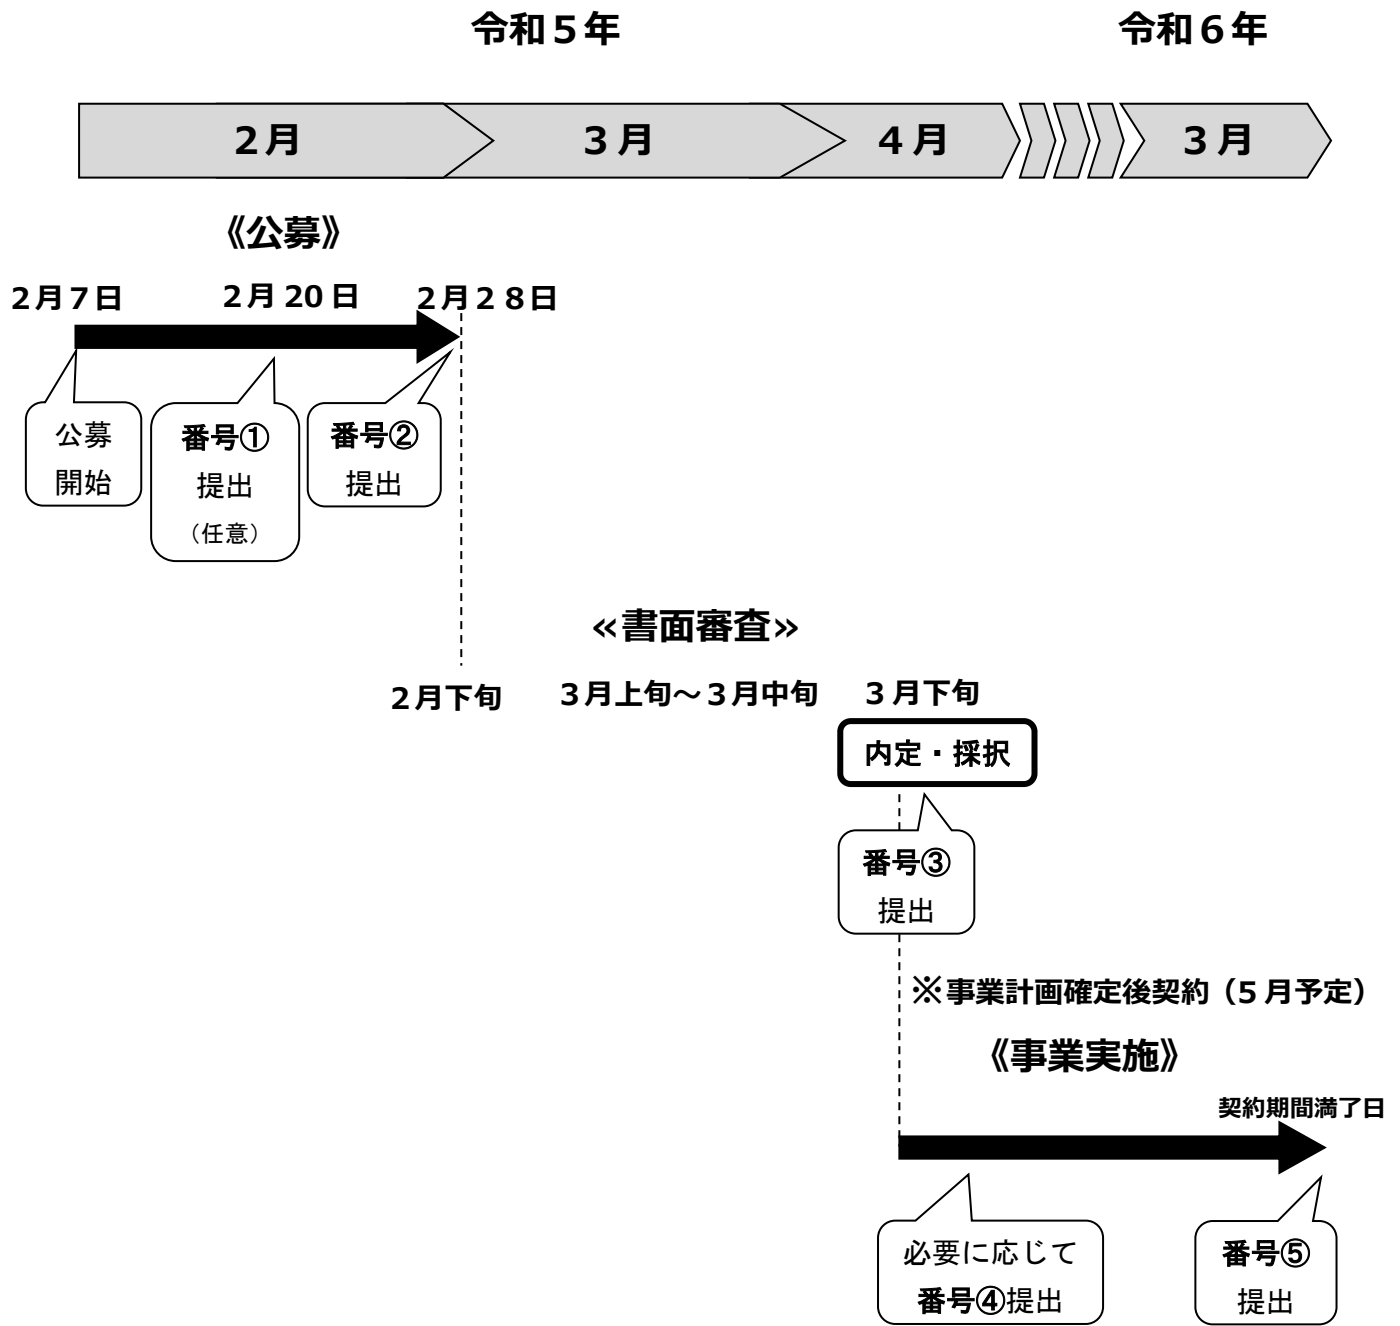 令和５年
令和６年
２月
３月
４月
３月
《公募》
２月７日
２月 20 日
２月２８日
公募
開始
番号①
提出
（任意）
番号②
提出
≪書面審査≫
２月下旬
３月上旬～３月中旬
３月下旬
内定・採択
番号③
提出
※事業計画確定後契約（５月予定）
《事業実施》
契約期間満了日
必要に応じて
番号④提出
番号⑤
提出